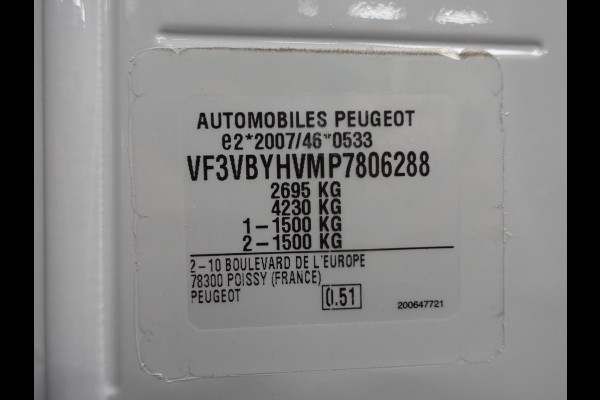 AUTOMOBILES PEUGEOT
e2*2007/46*0533
VF3VBYHVMP7806288
2695 KG
4230 KG
1-1500 KG
2-1500 KG
2-10 BOULEVARD DE L'EUROPE
78300 POISSY (FRANCE)
PEUGEOT
0.51
200647721